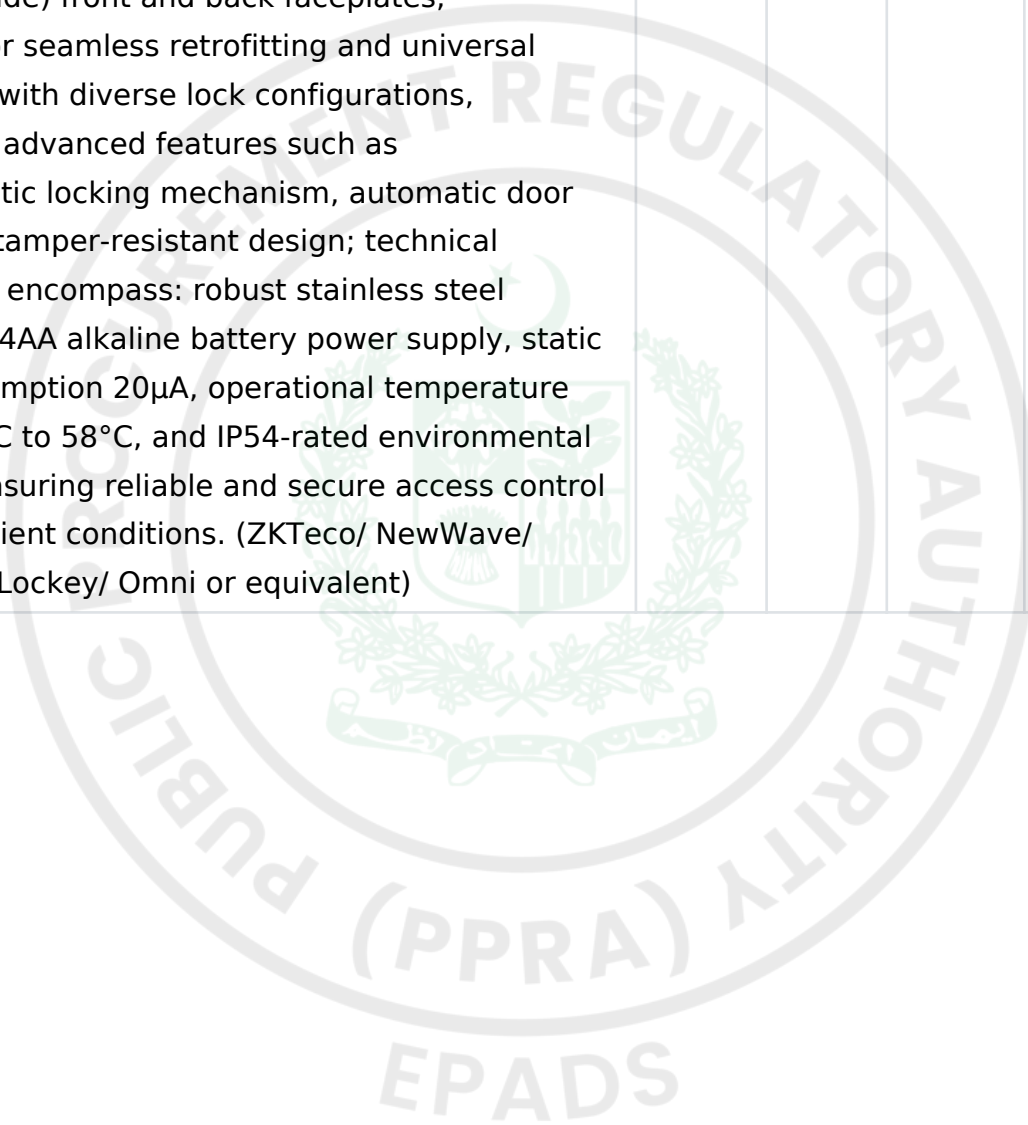 front and back faceplates,
r seamless retrofitting and universal
with diverse lock configurations,
advanced features such as
tic locking mechanism, automatic door
tamper-resistant design; technical
encompass: robust stainless steel
4AA alkaline battery power supply, static
mption 20µA, operational temperature
C to 58°C, and IP54-rated environmental
nsuring reliable and secure access control
ient conditions. (ZKTeco/ NewWave/
Lockey/ Omni or equivalent)
PUBLIC PROCUREMENT REGULATORY AUTHORITY
(PPRA)
EPADS